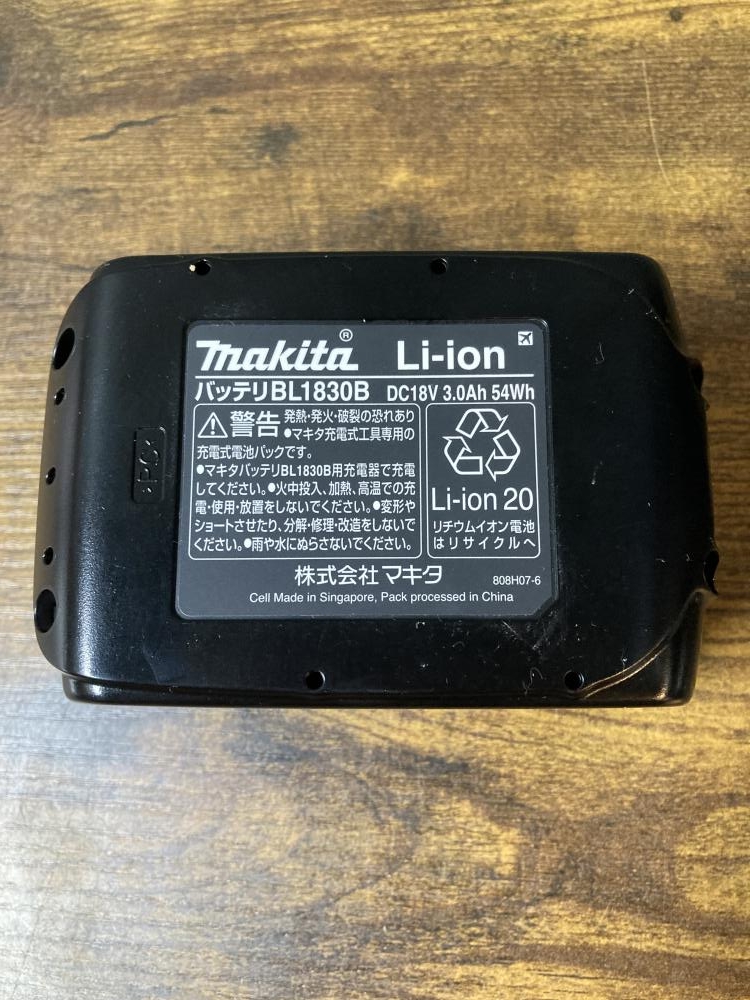 makita® Li-ion
バッテリBL1830B DC18V 3.0Ah 54Wh
警告 発熱・発火・破裂の恐れあり
●マキタ充電式工具専用の
充電式電池パックです。
●マキタバッテリBL1830B用充電器で充電
してください。●火中投入、加熱、高温での充
電・使用・放置をしないでください。●変形や
ショートさせたり、分解・修理・改造をしないで
ください。●雨や水にぬらさないでください。
Li-ion 20
リチウムイオン電池
はリサイクルへ
株式会社マキタ 808H07-6
Cell Made in Singapore, Pack processed in China